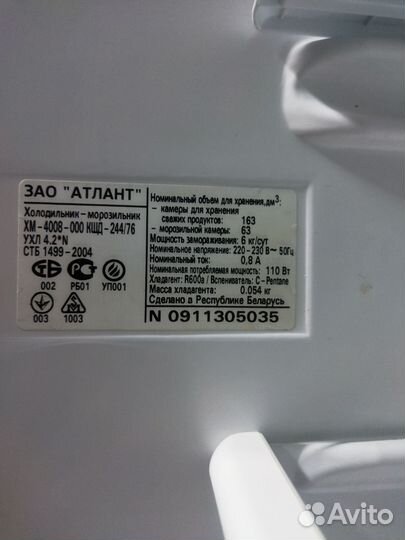 ЗАО "АТЛАНТ"
Холодильник-морозильник
ХМ-4008-000 КШД-244/76
УХЛ 4.2*N
СТБ 1499-2004
002 РБ01 УП001
003 1003
Номинальный объем для хранения,дм³:
- камеры для хранения
свежих продуктов: 163
- морозильной камеры: 63
Мощность замораживания: 6 кг/сут
Номинальное напряжение: 220-230 В~ 50Гц
Номинальный ток: 0,8 А
Номинальная потребляемая мощность: 110 Вт
Хладагент: R600a / Вспениватель: C-Pentane
Масса хладагента: 0.054 кг
Сделано в Республике Беларусь
N 0911305035
Avito